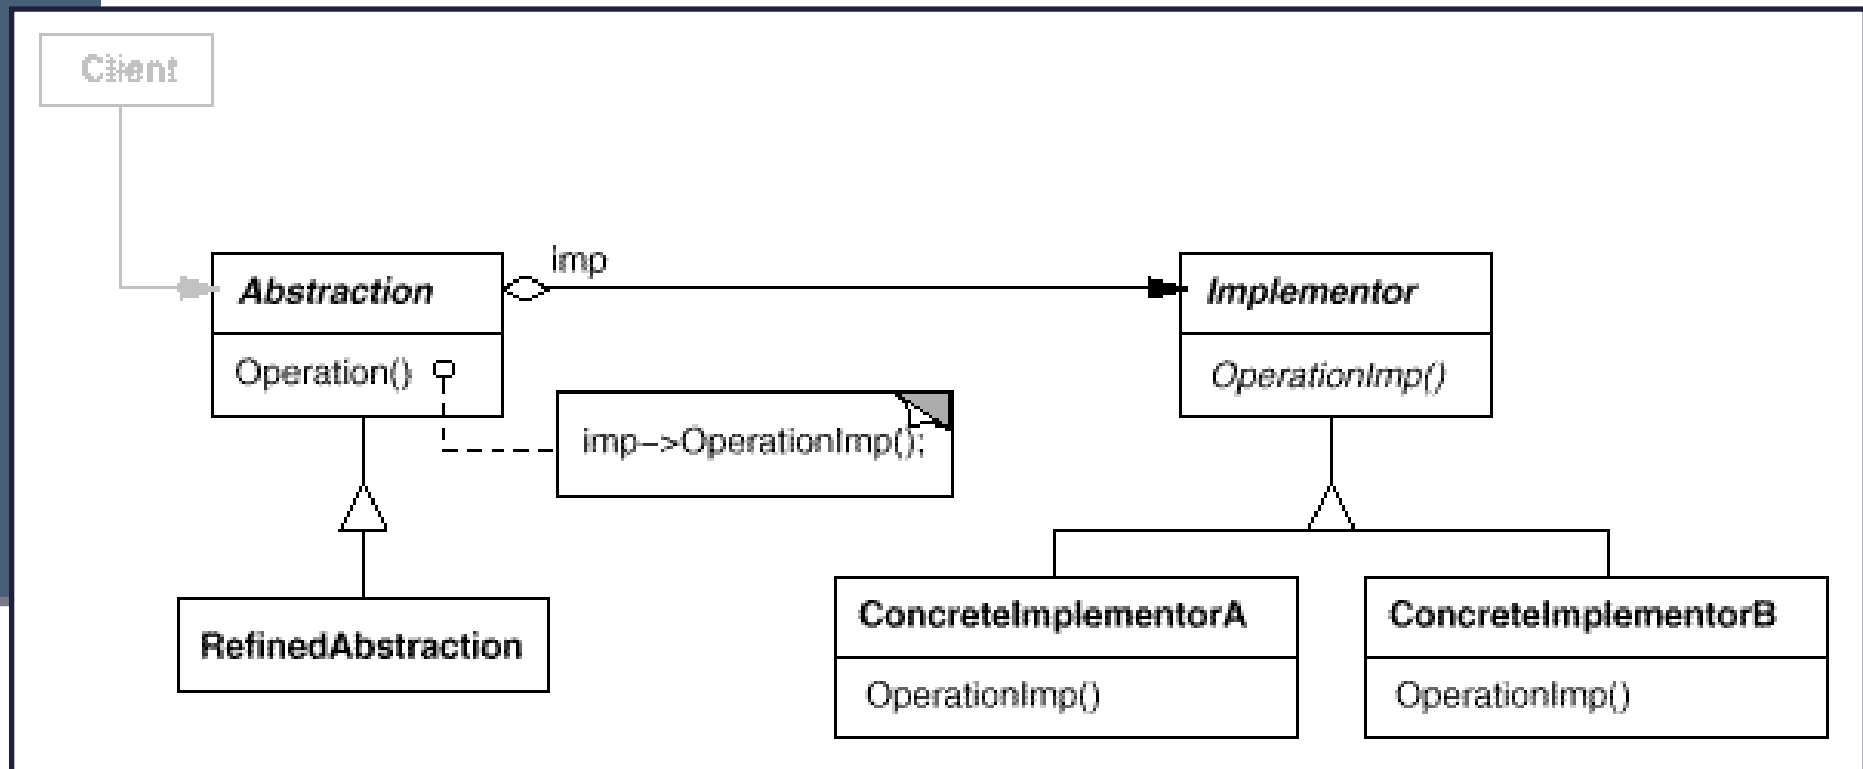 Client
imp
Abstraction
Implementor
Operation()
OperationImp()
imp–>OperationImp();
RefinedAbstraction
ConcreteImplementorA
ConcreteImplementorB
OperationImp()
OperationImp()